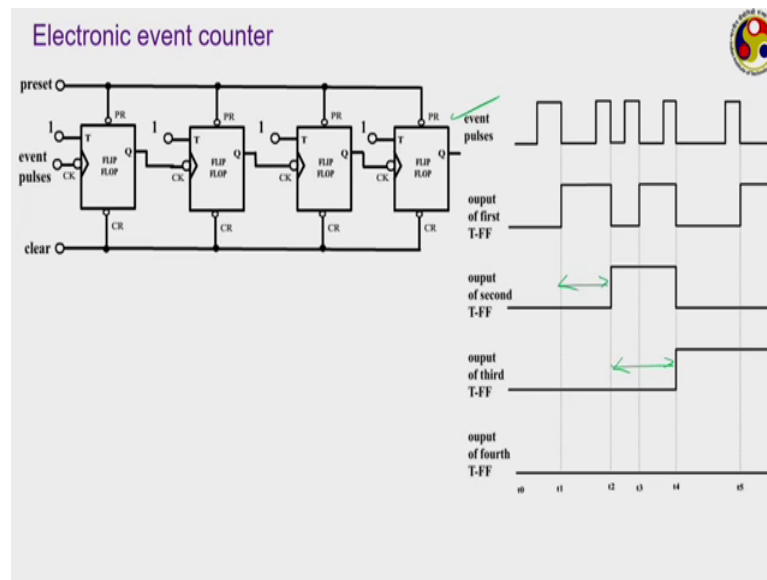 Electronic event counter
preset
PR PR PR PR
1 T 1 T 1 T 1 T
event
pulses
CK FLIP FLOP Q
CK FLIP FLOP Q
CK FLIP FLOP Q
CK FLIP FLOP Q
CR CR CR CR
clear
event
pulses
ouput
of first
T-FF
ouput
of second
T-FF
ouput
of third
T-FF
ouput
of fourth
T-FF
t0 t1 t2 t3 t4 t5